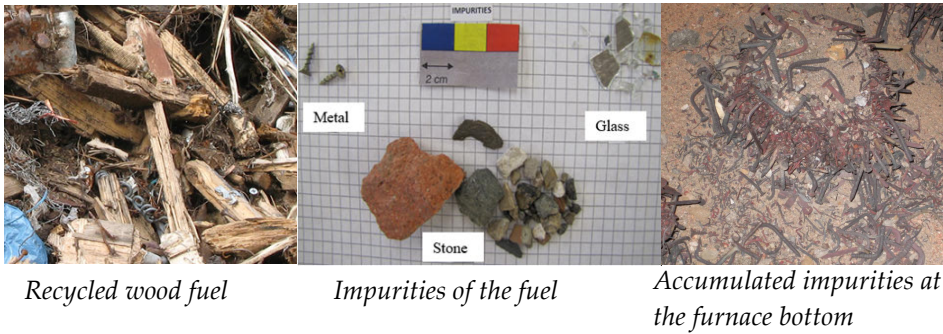 IMPURITIES
2 cm
Metal
Glass
Stone
Recycled wood fuel
Impurities of the fuel
Accumulated impurities at
the furnace bottom